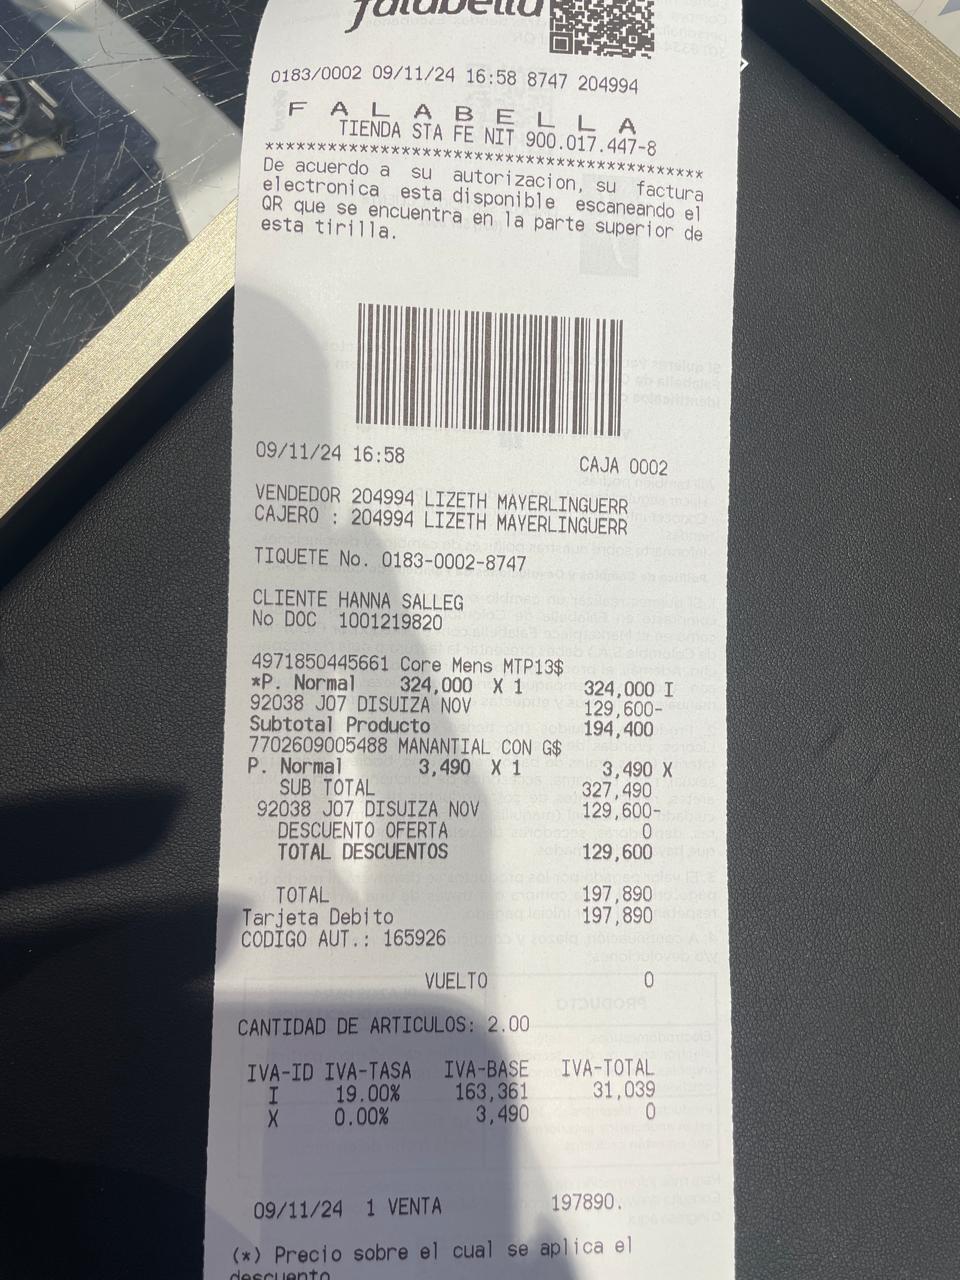 falabella
0183/0002 09/11/24 16:58 8747 204994
F A L A B E L L A
TIENDA STA FE NIT 900.017.447-8
******************************************
De acuerdo a su autorizacion, su factura
electronica esta disponible escaneando el
QR que se encuentra en la parte superior de
esta tirilla.
09/11/24 16:58 CAJA 0002
VENDEDOR 204994 LIZETH MAYERLINGUERR
CAJERO : 204994 LIZETH MAYERLINGUERR
TIQUETE No. 0183-0002-8747
CLIENTE HANNA SALLEG
No DOC 1001219820
4971850445661 Core Mens MTP13$
*P. Normal 324,000 X 1 324,000 I
92038 J07 DISUIZA NOV 129,600-
Subtotal Producto 194,400
7702609005488 MANANTIAL CON G$
P. Normal 3,490 X 1 3,490 X
SUB TOTAL 327,490
92038 J07 DISUIZA NOV 129,600-
DESCUENTO OFERTA 0
TOTAL DESCUENTOS 129,600
TOTAL 197,890
Tarjeta Debito 197,890
CODIGO AUT.: 165926
VUELTO 0
CANTIDAD DE ARTICULOS: 2.00
IVA-ID IVA-TASA IVA-BASE IVA-TOTAL
I 19.00% 163,361 31,039
X 0.00% 3,490 0
09/11/24 1 VENTA 197890.
(*) Precio sobre el cual se aplica el
descuento